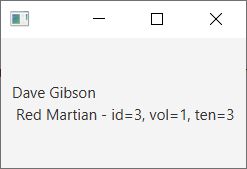 Dave Gibson
Red Martian - id=3, vol=1, ten=3